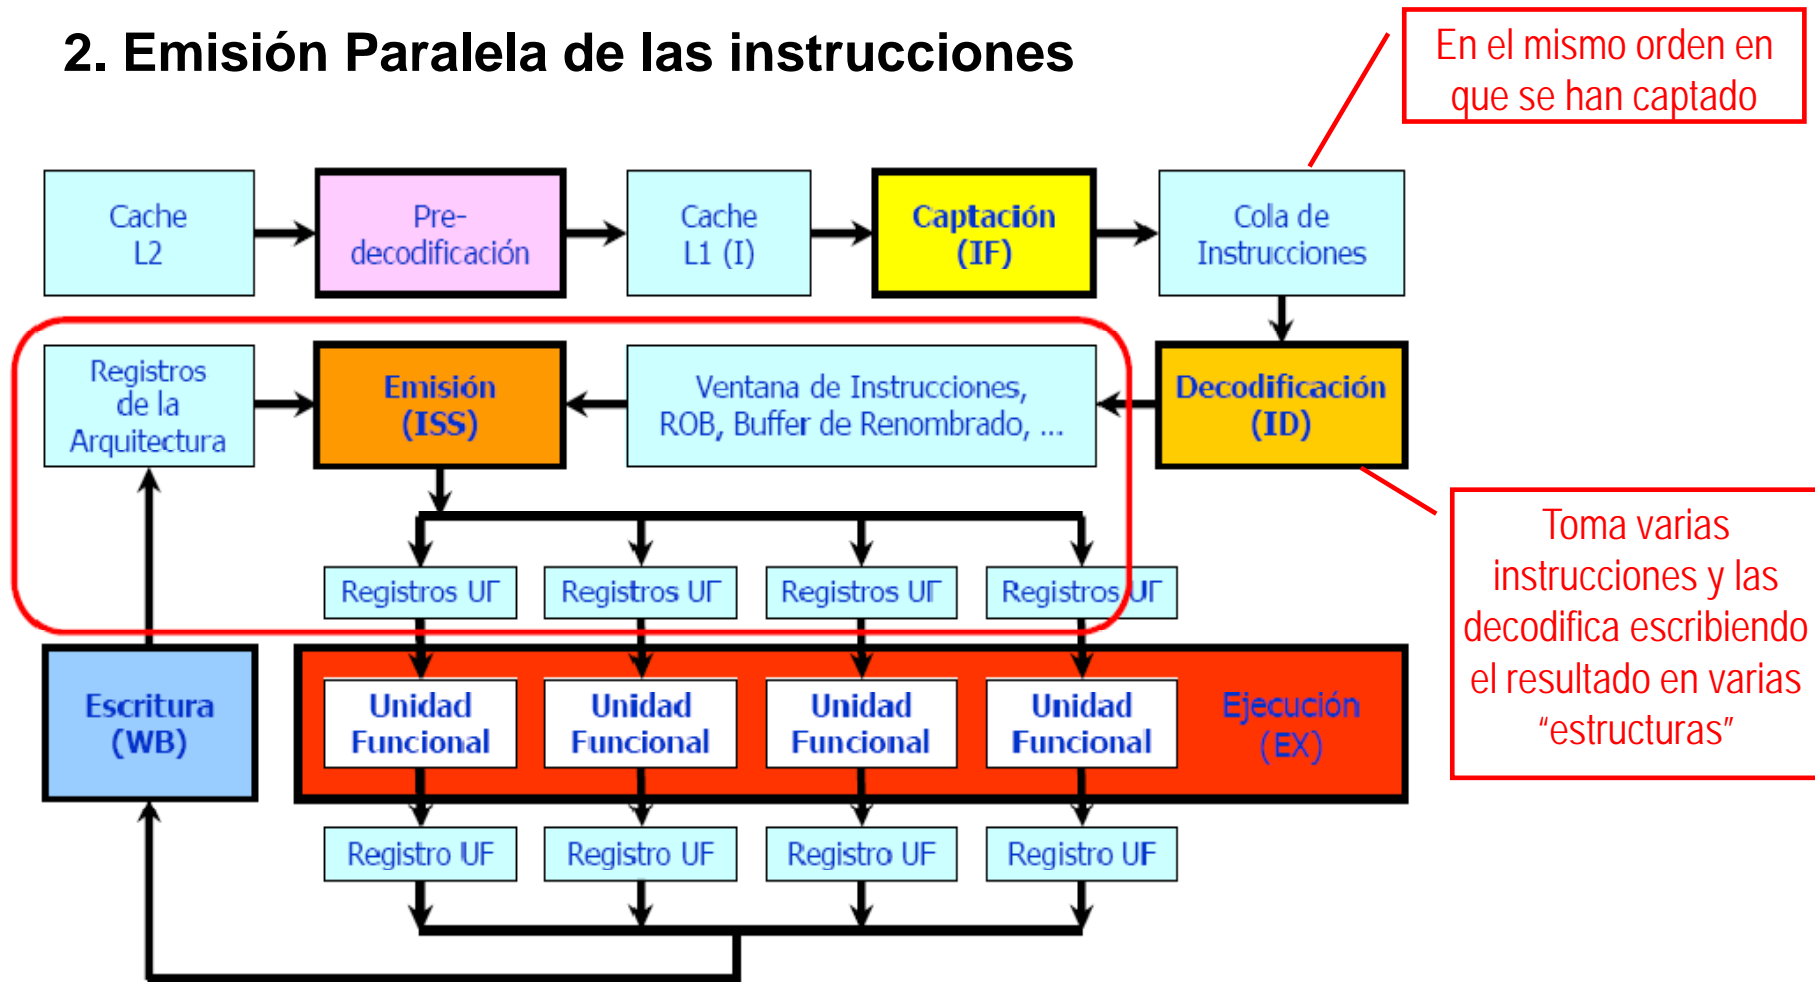 2. Emisión Paralela de las instrucciones
En el mismo orden en
que se han captado
Cache
L2
Pre-
decodificación
Cache
L1 (I)
Captación
(IF)
Cola de
Instrucciones
Registros
de la
Arquitectura
Emisión
(ISS)
Ventana de Instrucciones,
ROB, Buffer de Renombrado, ...
Decodificación
(ID)
Toma varias
instrucciones y las
decodifica escribiendo
el resultado en varias
“estructuras”
Registros UF
Registros UF
Registros UF
Registros UF
Escritura
(WB)
Unidad
Funcional
Unidad
Funcional
Unidad
Funcional
Unidad
Funcional
Ejecución
(EX)
Registro UF
Registro UF
Registro UF
Registro UF